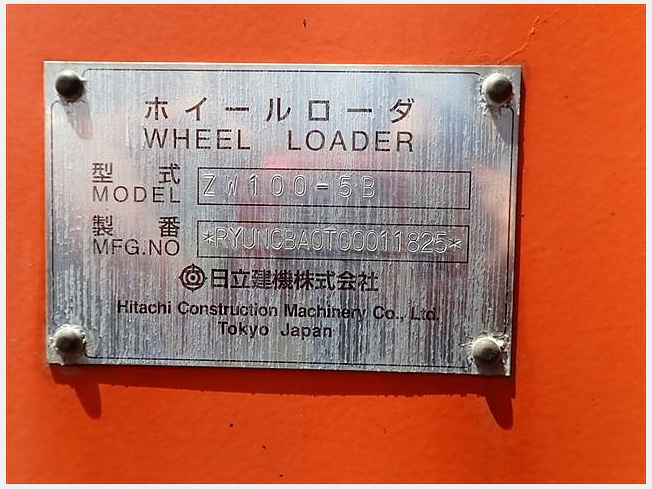 ホイールローダ
WHEEL LOADER
型式
MODEL ZW100-5B
製番
MFG.NO *RYUNCBA0T00011825*
日立建機株式会社
Hitachi Construction Machinery Co., Ltd.
Tokyo Japan